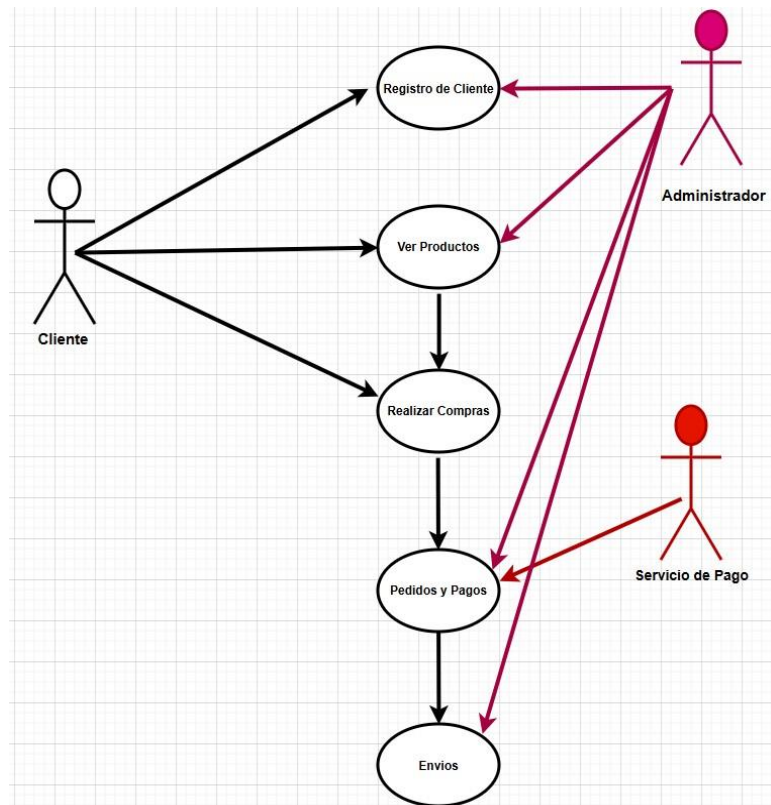 Registro de Cliente
Administrador
Ver Productos
Cliente
Realizar Compras
Servicio de Pago
Pedidos y Pagos
Envios